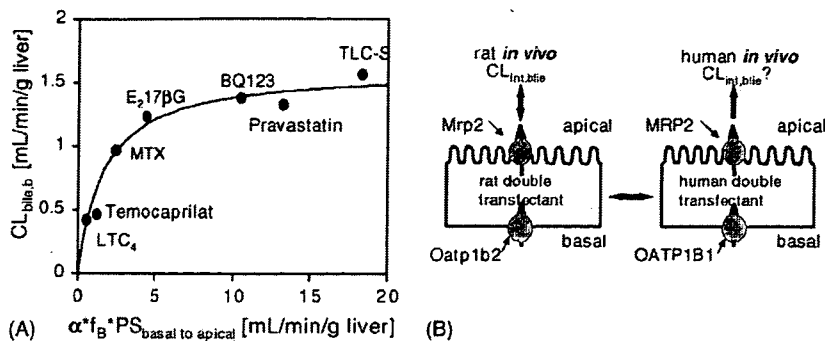 2
1.5
1
0.5
0
0
5
10
15
20
CL_bile,b [mL/min/g liver]
TLC-S
E₂17βG
BQ123
Pravastatin
MTX
Temocaprilat
LTC₄
(A)
α*f_B*PS_basal to apical [mL/min/g liver]
rat in vivo
CL_int,bile
human in vivo
CL_int,bile?
Mrp2
apical
MRP2
apical
rat double
transfectant
human double
transfectant
basal
basal
Oatp1b2
OATP1B1
(B)